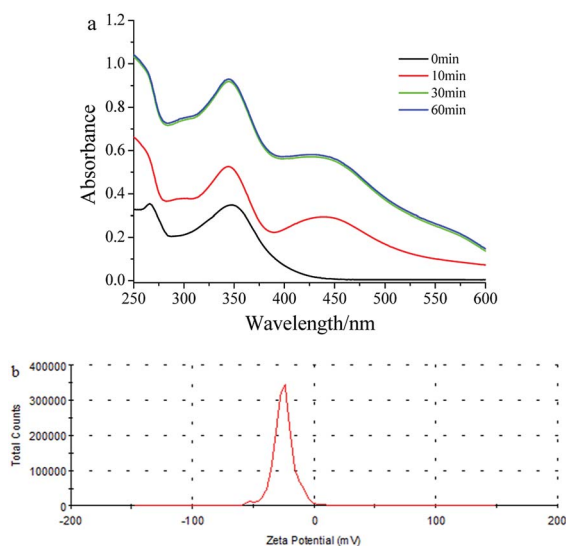 a
1.2
1.0
0.8
0.6
0.4
0.2
0.0
Absorbance
0min
10min
30min
60min
250 300 350 400 450 500 550 600
Wavelength/nm
b
400000
300000
200000
100000
0
Total Counts
-200 -100 0 100 200
Zeta Potential (mV)